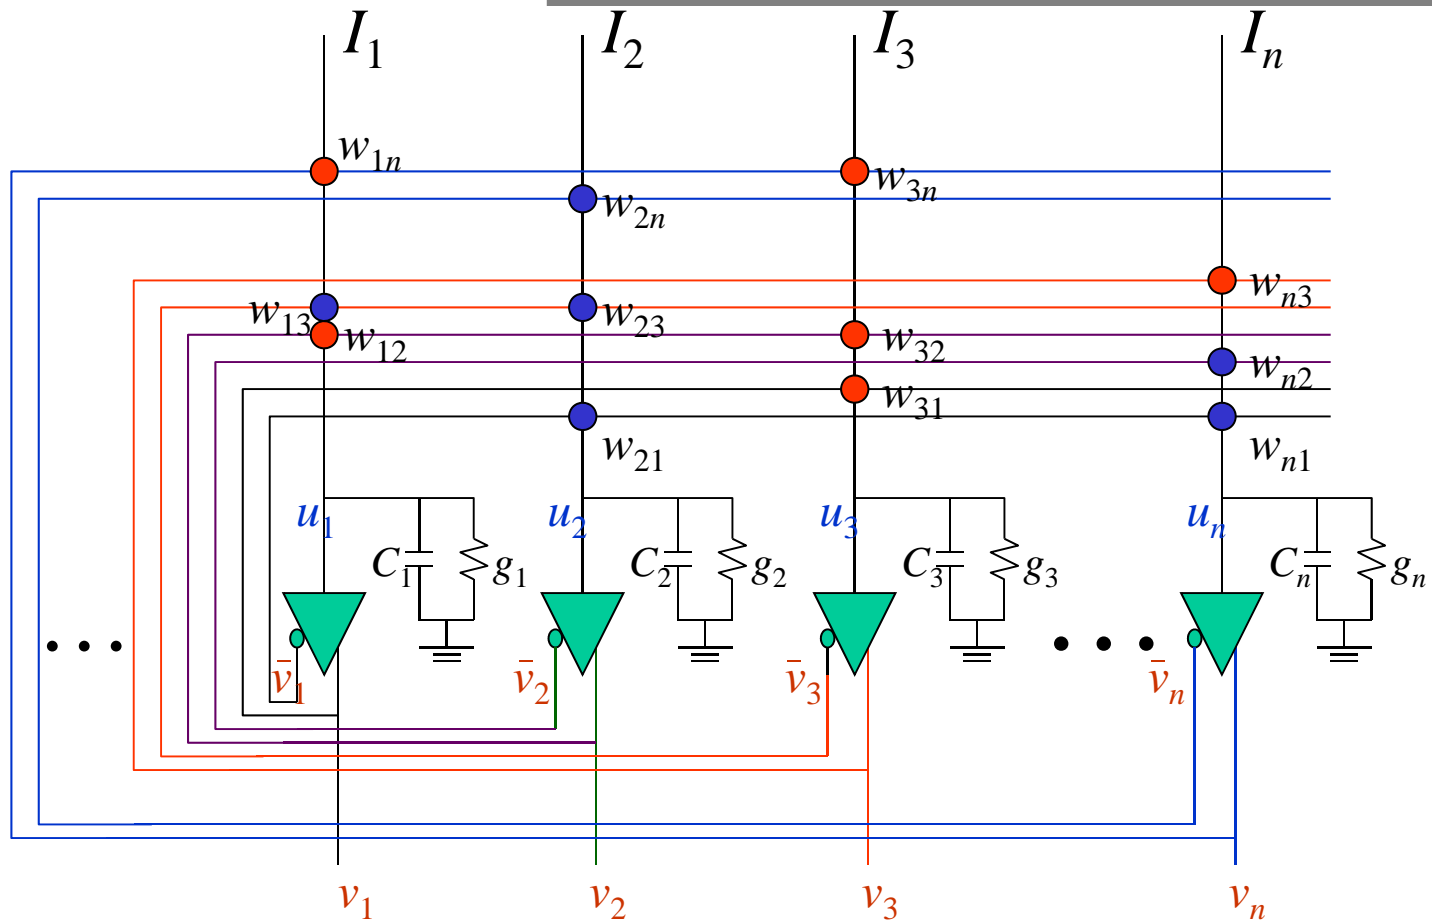 I₁ I₂ I₃ Iₙ
w₁ₙ w₃ₙ
w₂ₙ
wₙ₃
w₁₃ w₂₃
w₁₂ w₃₂
wₙ₂
w₃₁
w₂₁ wₙ₁
u₁ u₂ u₃ uₙ
C₁ g₁ C₂ g₂ C₃ g₃ Cₙ gₙ
• • • • • •
v̄₁ v̄₂ v̄₃ v̄ₙ
v₁ v₂ v₃ vₙ